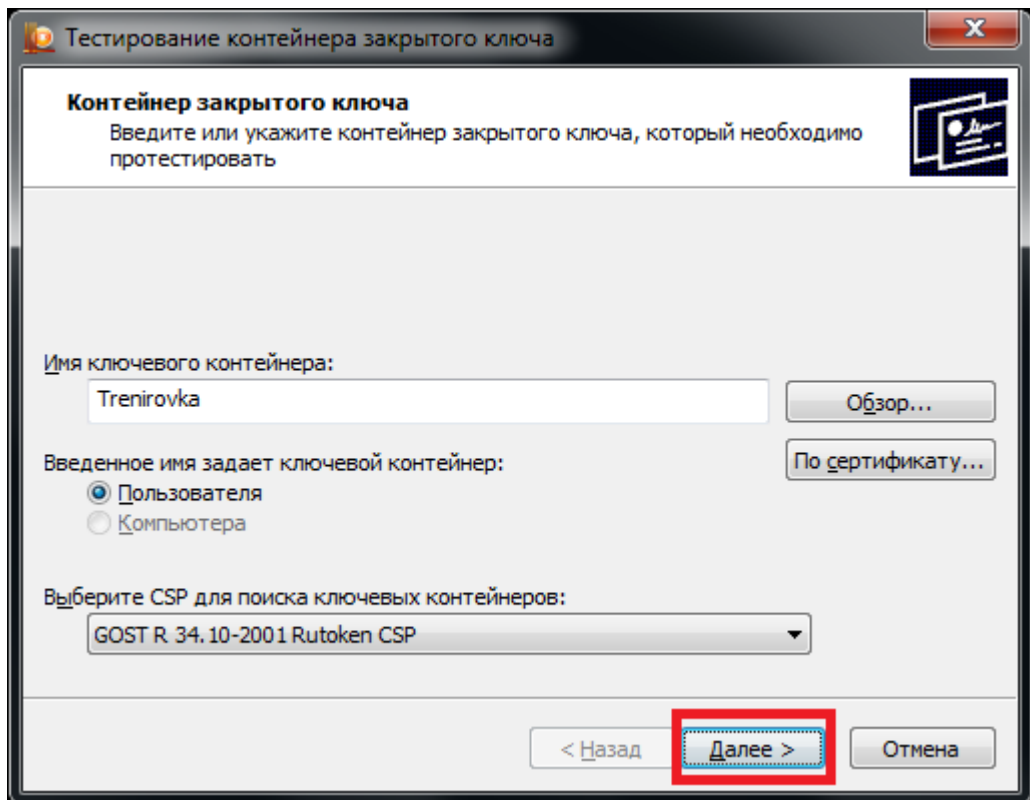 Тестирование контейнера закрытого ключа
Контейнер закрытого ключа
Введите или укажите контейнер закрытого ключа, который необходимо
протестировать
Имя ключевого контейнера:
Trenirovka
Обзор...
Введенное имя задает ключевой контейнер:
По сертификату...
Пользователя
Компьютера
Выберите CSP для поиска ключевых контейнеров:
GOST R 34.10-2001 Rutoken CSP
< Назад
Далее >
Отмена